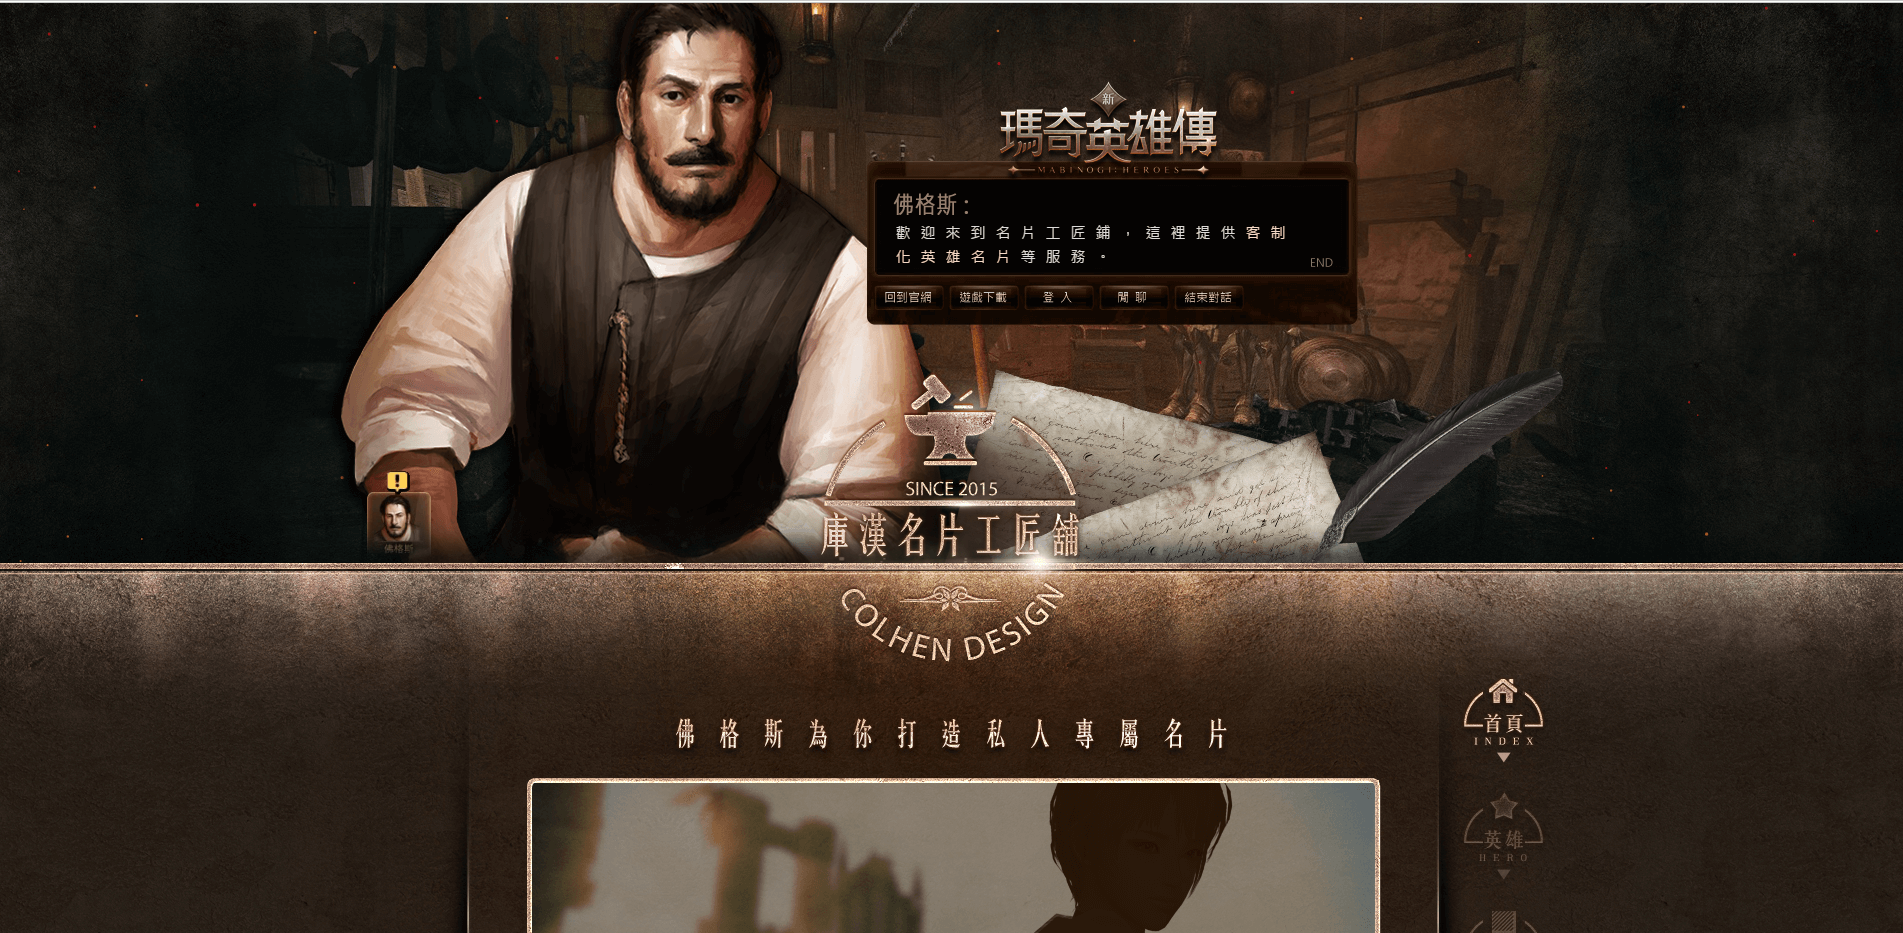 新
瑪奇英雄傳
MABINOGI: HEROES
佛格斯：
歡迎來到名片工匠鋪，這裡提供客制
化英雄名片等服務。
END
回到官網 遊戲下載 登入 閒聊 結束對話
SINCE 2015
庫漢名片工匠舖
COLHEN DESIGN
佛格斯
佛格斯為你打造私人專屬名片
首頁
INDEX
英雄
HERO